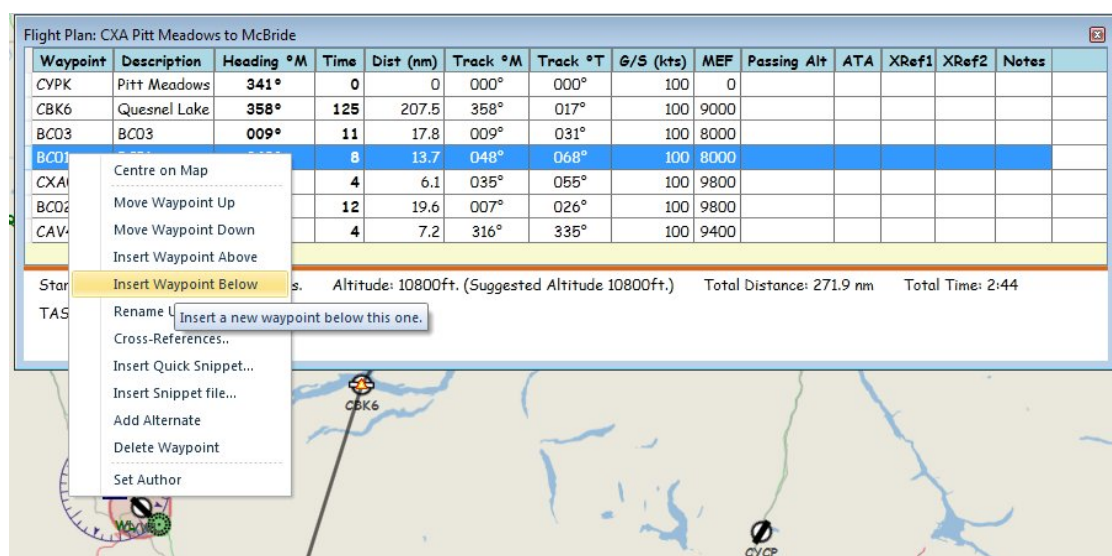 Flight Plan: CXA Pitt Meadows to McBride
Waypoint Description Heading °M Time Dist (nm) Track °M Track °T G/S (kts) MEF Passing Alt ATA XRef1 XRef2 Notes
CYPK Pitt Meadows 341° 0 0 000° 000° 100 0
CBK6 Quesnel Lake 358° 125 207.5 358° 017° 100 9000
BC03 BC03 009° 11 17.8 009° 031° 100 8000
BC01 8 13.7 048° 068° 100 8000
4 6.1 035° 055° 100 9800
BC02 12 19.6 007° 026° 100 9800
4 7.2 316° 335° 100 9400
Centre on Map
Move Waypoint Up
Move Waypoint Down
Insert Waypoint Above
Insert Waypoint Below
Rename
Insert a new waypoint below this one.
Cross-References..
Insert Quick Snippet...
Insert Snippet file...
Add Alternate
Delete Waypoint
Set Author
Altitude: 10800ft. (Suggested Altitude 10800ft.) Total Distance: 271.9 nm Total Time: 2:44
TAS
CBK6
CYCP